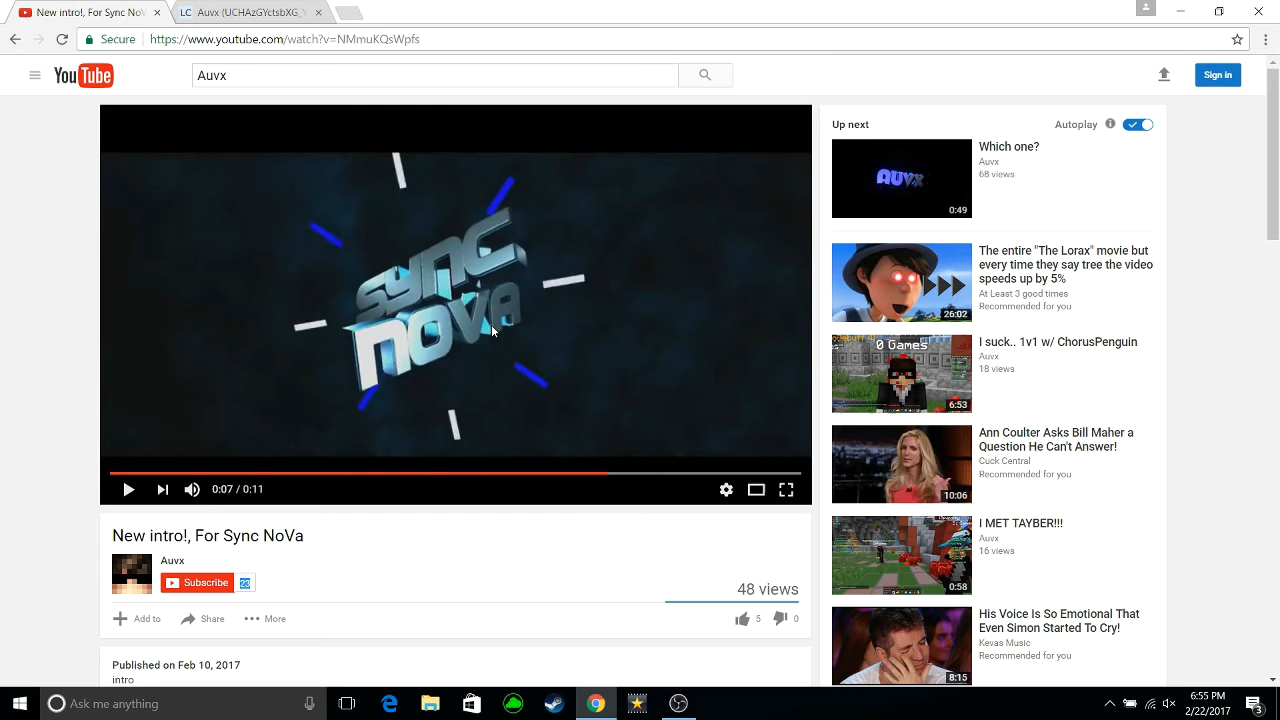 New intro!, For Sync NoVa
LC Auvx (UCHAzGYctsbXG_
Secure https://www.youtube.com/watch?v=NMmuKQsWpfs
YouTube
Auvx
Sign in
SYNC
NOVA
0:07 / 0:11
New intro!, For Sync NoVa
Auvx
Subscribe 23
48 views
Add to Share More
5 0
Published on Feb 10, 2017
intro
Up next
Autoplay
AUVX
0:49
Which one?
Auvx
68 views
26:02
The entire "The Lorax" movie but
every time they say tree the video
speeds up by 5%
At Least 3 good times
Recommended for you
0 Games
6:53
I suck.. 1v1 w/ ChorusPenguin
Auvx
18 views
10:06
Ann Coulter Asks Bill Maher a
Question He Can't Answer!
Cuck Central
Recommended for you
0:58
I MET TAYBER!!!
Auvx
16 views
8:15
His Voice Is So Emotional That
Even Simon Started To Cry!
Kevas Music
Recommended for you
Ask me anything
6:55 PM
2/22/2017
3